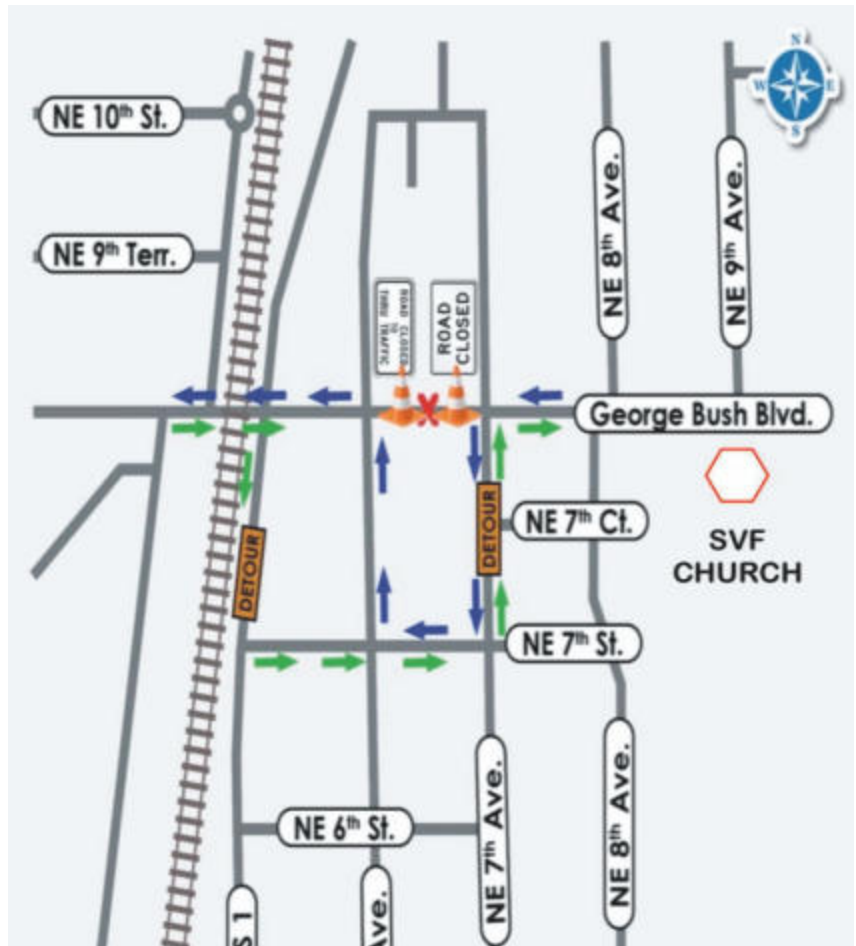 N
W E
S
NE 10th St.
NE 9th Terr.
NE 8th Ave.
NE 9th Ave.
ROAD CLOSED
TO
THRU TRAFFIC
ROAD
CLOSED
George Bush Blvd.
SVF
CHURCH
DETOUR
NE 7th Ct.
DETOUR
NE 7th St.
NE 6th St.
NE 7th Ave.
NE 8th Ave.
S 1
Ave.